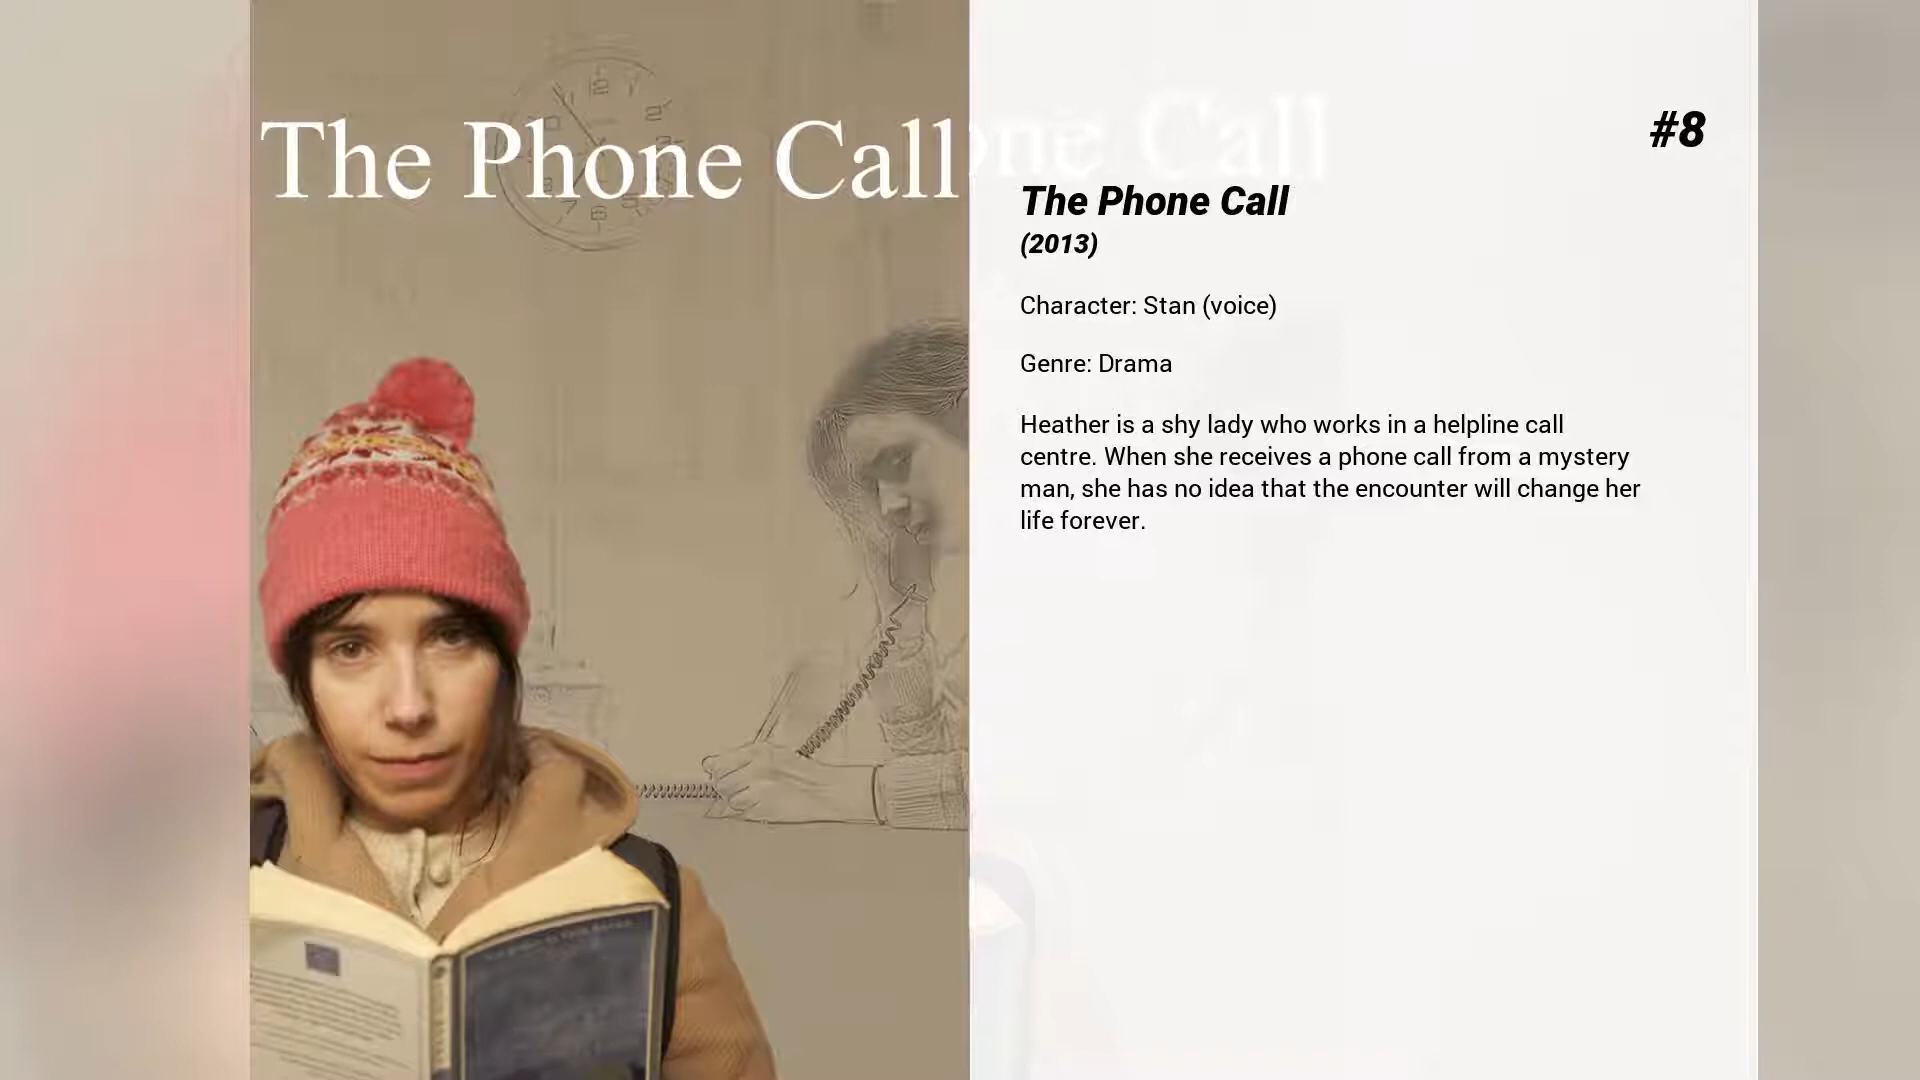 The Phone Call
one Call
#8
The Phone Call
(2013)
Character: Stan (voice)
Genre: Drama
Heather is a shy lady who works in a helpline call
centre. When she receives a phone call from a mystery
man, she has no idea that the encounter will change her
life forever.